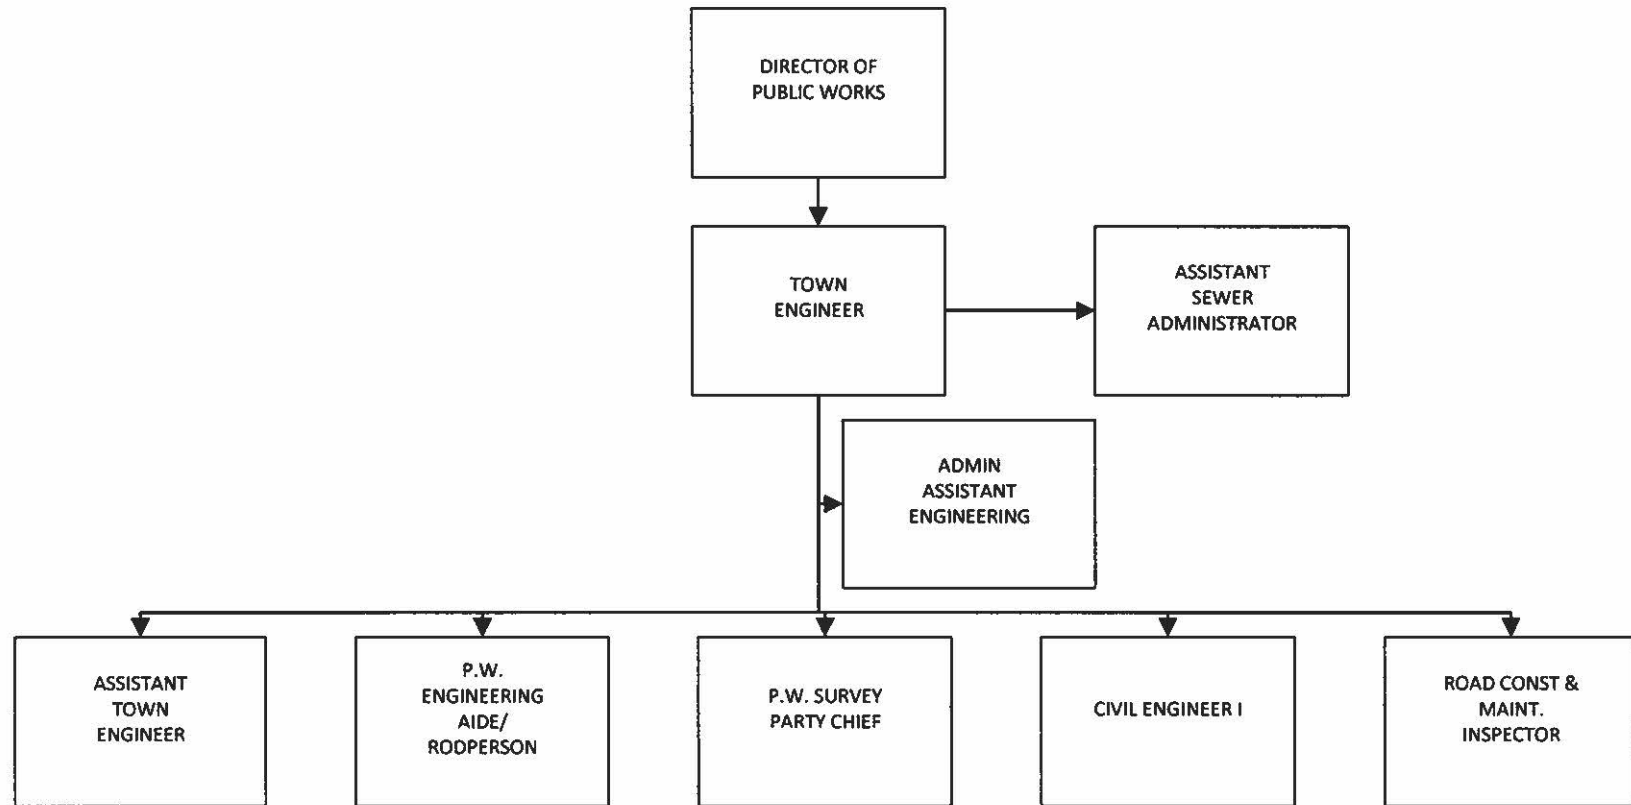 DIRECTOR OF
PUBLIC WORKS
TOWN
ENGINEER
ASSISTANT
SEWER
ADMINISTRATOR
ADMIN
ASSISTANT
ENGINEERING
ASSISTANT
TOWN
ENGINEER
P.W.
ENGINEERING
AIDE/
RODPERSON
P.W. SURVEY
PARTY CHIEF
CIVIL ENGINEER I
ROAD CONST &
MAINT.
INSPECTOR